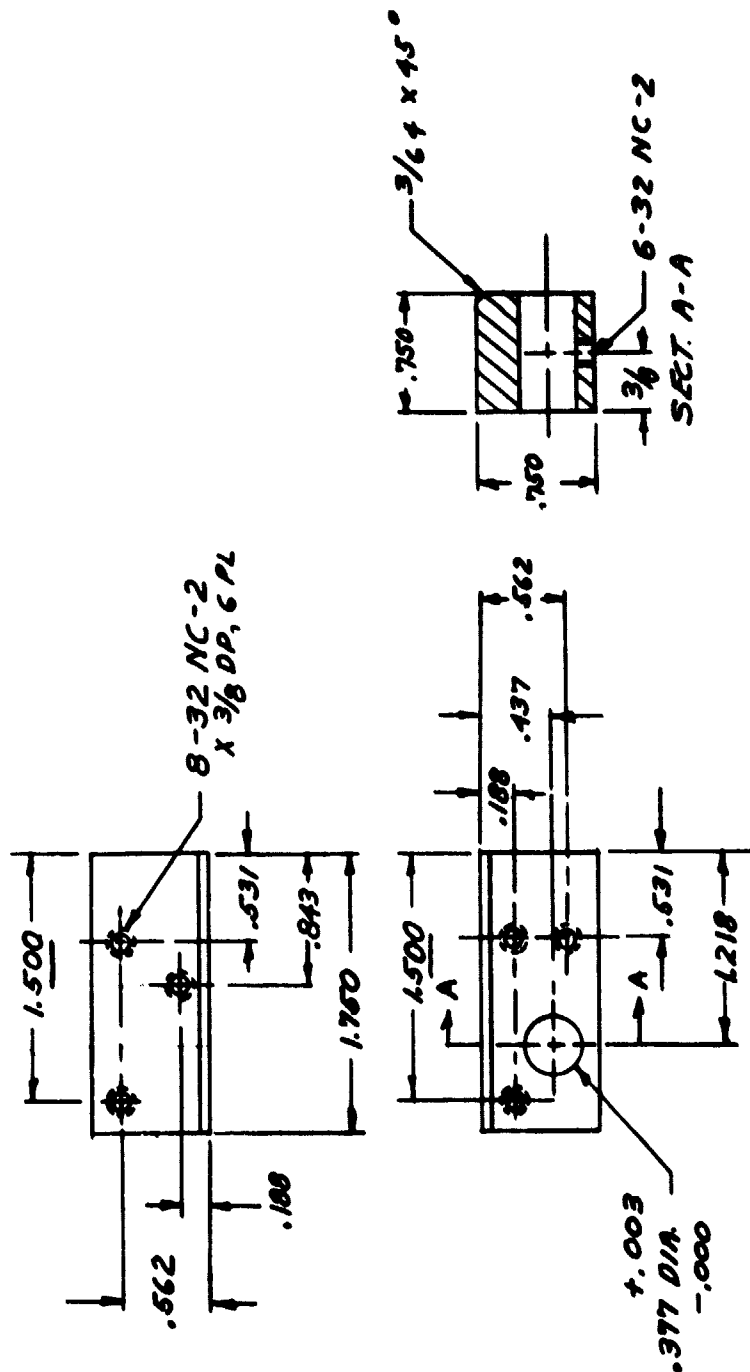 1.500
8-32 NC-2
X 3/8 DP, 6 PL
.531
.843
1.750
.562
.188
1.500
A
A
.188
.437
.562
.531
1.218
+.003
.377 DIA.
-.000
.750
.750
3/64 X 45°
3/8
6-32 NC-2
SECT. A-A